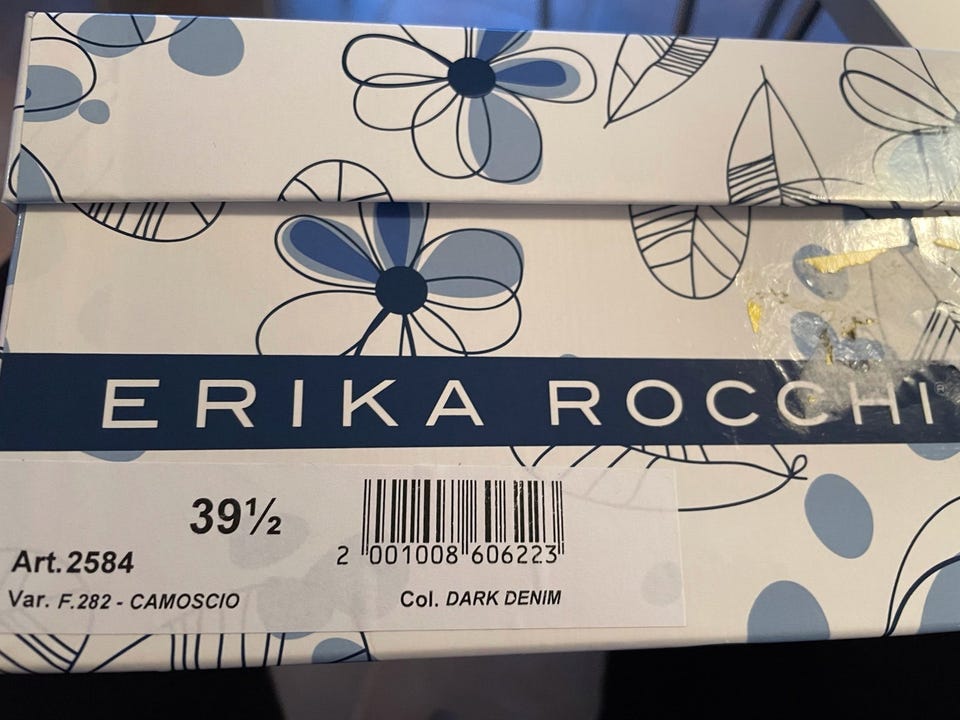 ERIKA ROCCHI®
39½
2 001008 606223
Art.2584
Var. F.282 - CAMOSCIO
Col. DARK DENIM